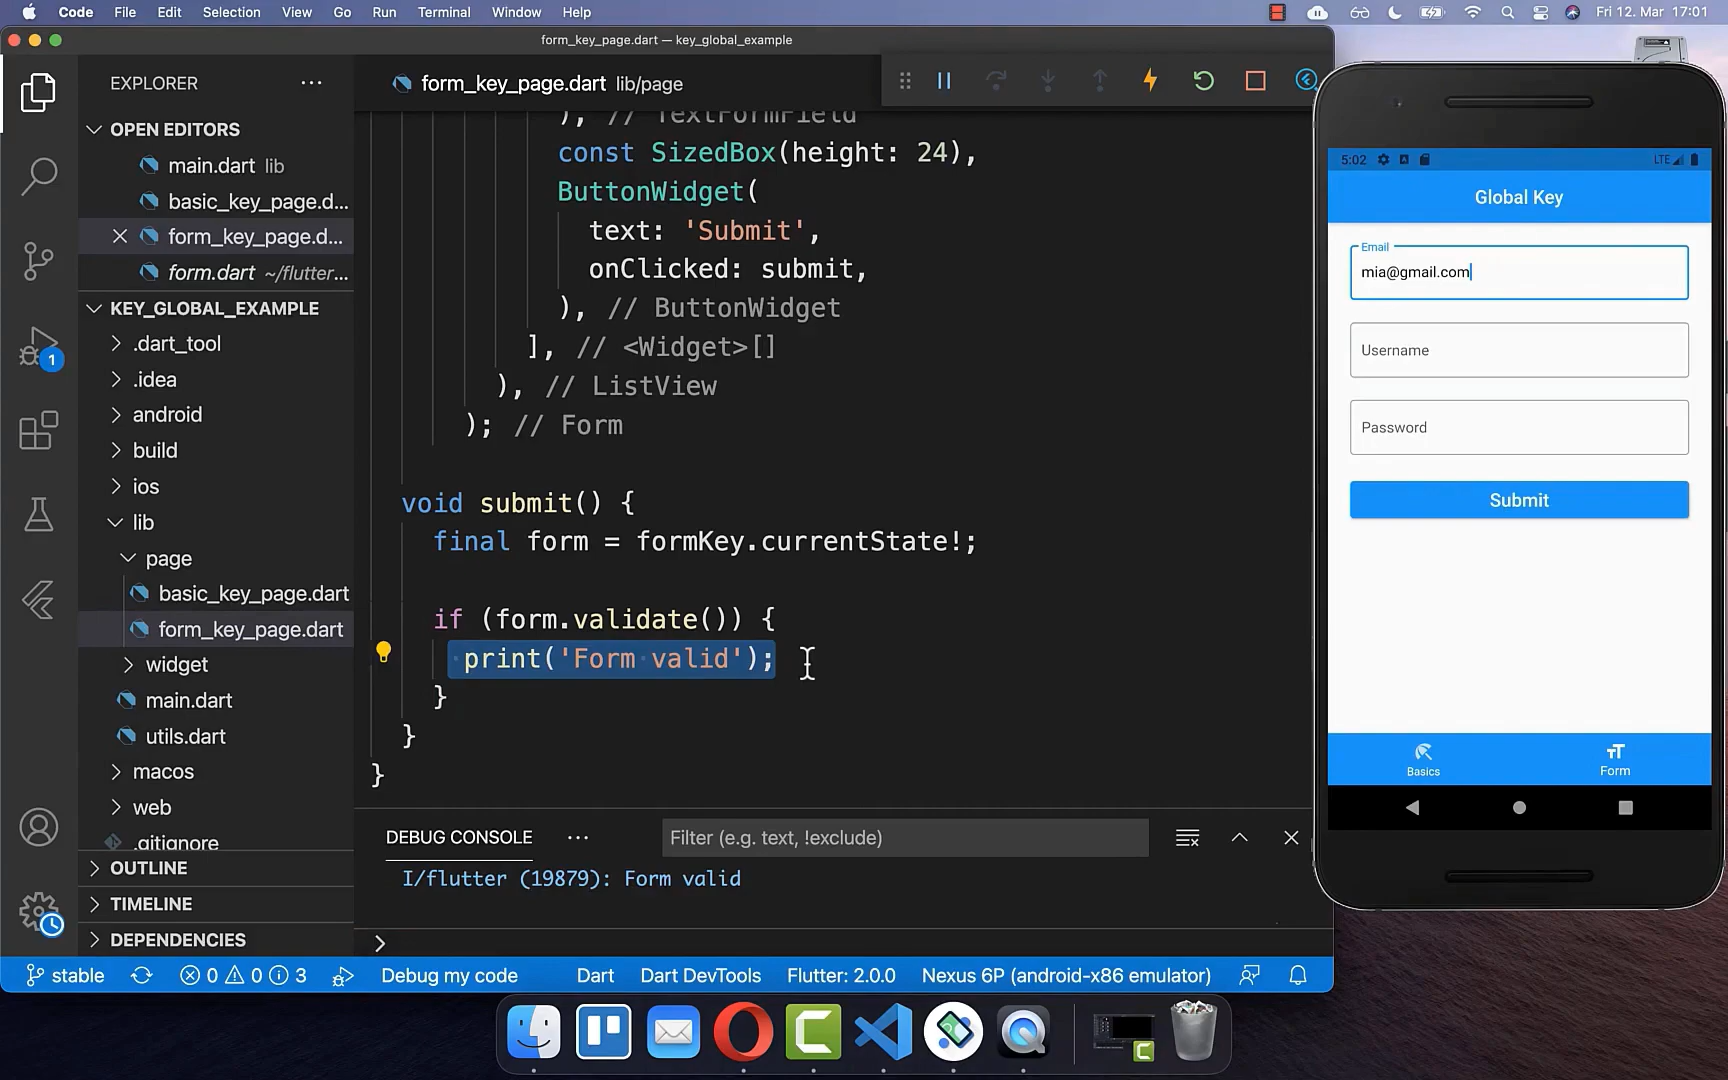 Code File Edit Selection View Go Run Terminal Window Help Fri 12. Mar 17:01
form_key_page.dart — key_global_example
EXPLORER
OPEN EDITORS
main.dart lib
basic_key_page.d...
form_key_page.d...
form.dart ~/flutter...
KEY_GLOBAL_EXAMPLE
.dart_tool
.idea
android
build
ios
lib
page
basic_key_page.dart
form_key_page.dart
widget
main.dart
utils.dart
macos
web
.gitignore
OUTLINE
TIMELINE
DEPENDENCIES
1
form_key_page.dart lib/page
), // TextFormField
const SizedBox(height: 24),
ButtonWidget(
text: 'Submit',
onClicked: submit,
), // ButtonWidget
], // <Widget>[]
), // ListView
); // Form
void submit() {
final form = formKey.currentState!;
if (form.validate()) {
print('Form valid');
}
}
}
DEBUG CONSOLE
Filter (e.g. text, !exclude)
I/flutter (19879): Form valid
stable 0 0 3 Debug my code Dart Dart DevTools Flutter: 2.0.0 Nexus 6P (android-x86 emulator)
5:02 LTE
Global Key
Email
mia@gmail.com
Username
Password
Submit
Basics
Form